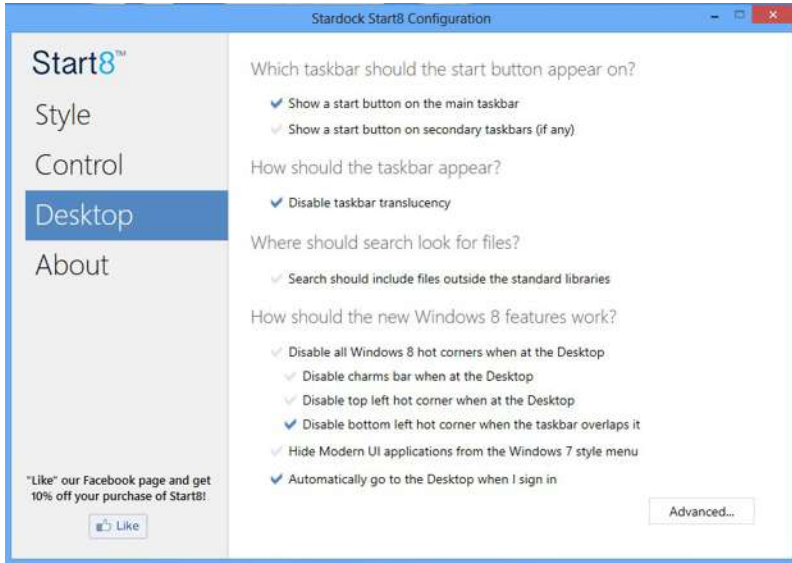 Stardock Start8 Configuration
Start8™
Style
Control
Desktop
About
"Like" our Facebook page and get
10% off your purchase of Start8!
Like
Which taskbar should the start button appear on?
Show a start button on the main taskbar
Show a start button on secondary taskbars (if any)
How should the taskbar appear?
Disable taskbar translucency
Where should search look for files?
Search should include files outside the standard libraries
How should the new Windows 8 features work?
Disable all Windows 8 hot corners when at the Desktop
Disable charms bar when at the Desktop
Disable top left hot corner when at the Desktop
Disable bottom left hot corner when the taskbar overlaps it
Hide Modern UI applications from the Windows 7 style menu
Automatically go to the Desktop when I sign in
Advanced...